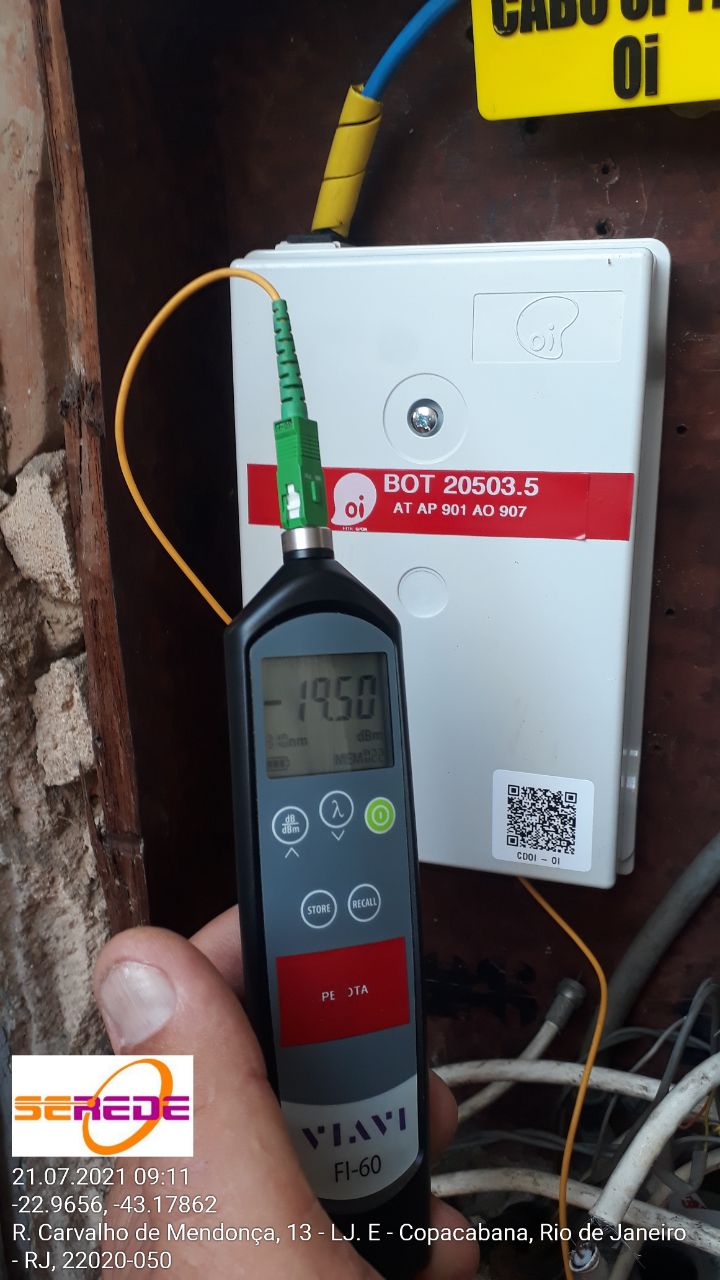 Oi
oi
BOT 20503.5
oi
AT AP 901 AO 907
-19.50
nm
dBm
dB
dBm
λ
STORE
RECALL
CDOI - OI
VIAVI
FI-60
SEREDE
21.07.2021 09:11
-22.9656, -43.17862
R. Carvalho de Mendonça, 13 - LJ. E - Copacabana, Rio de Janeiro
- RJ, 22020-050